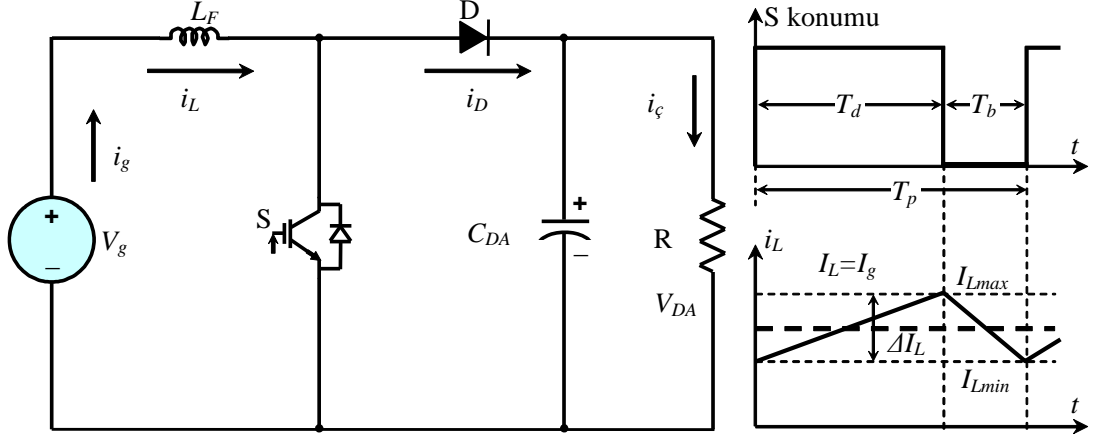 L_F
D
i_L
i_D
i_ç
i_g
+
V_g
−
S
C_DA
+
−
R
V_DA
S konumu
T_d
T_b
t
T_p
i_L
I_L=I_g
I_Lmax
ΔI_L
I_Lmin
t